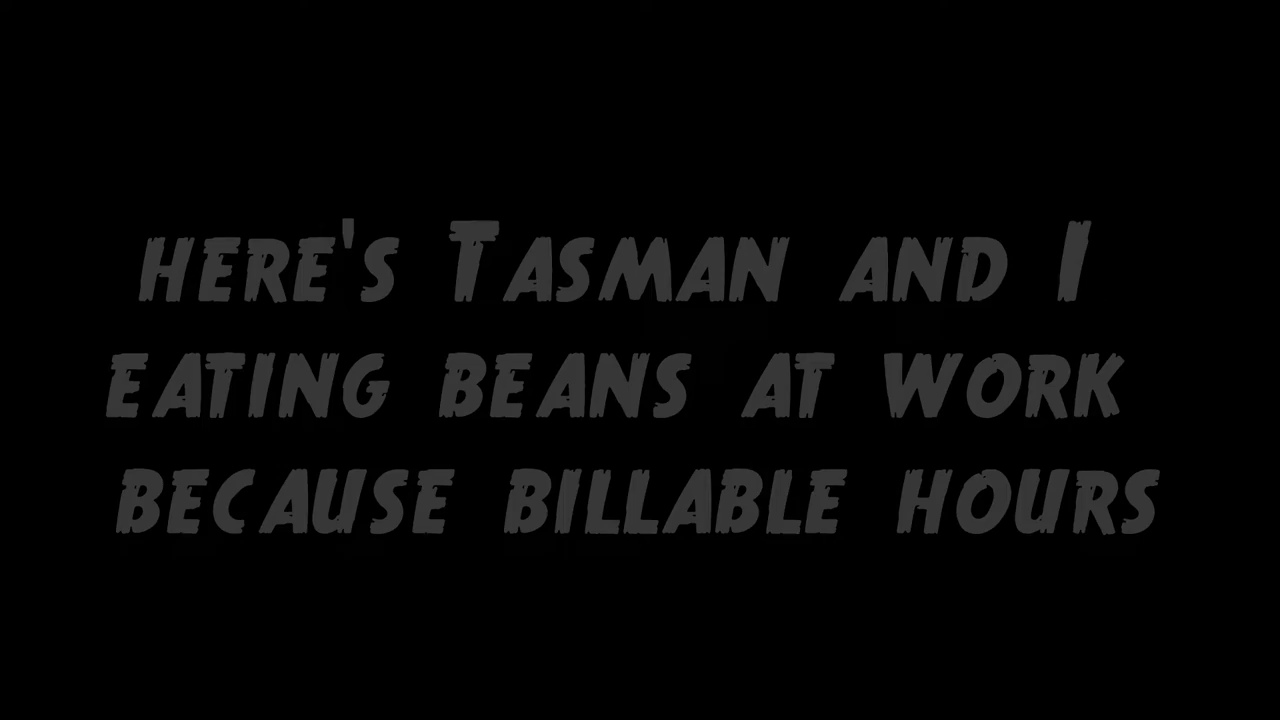 here's Tasman and I
eating beans at work
because billable hours